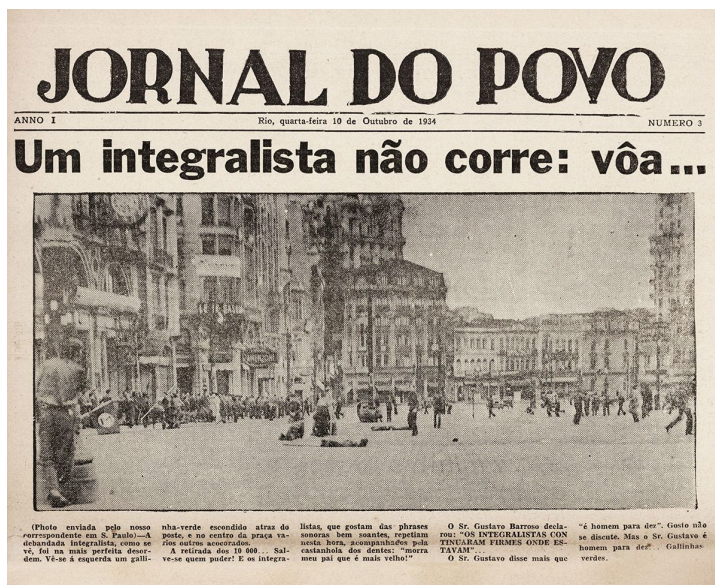 JORNAL DO POVO
ANNO I
Rio, quarta-feira 10 de Outubro de 1934
NUMERO 3
Um integralista não corre: vôa...
(Photo enviada pelo nosso
correspondente em S. Paulo)—A
debandada integralista, como se
vê, foi na mais perfeita desor-
dem. Vê-se á esquerda um galli-
nha-verde escondido atraz do
poste, e no centro da praça va-
rios outros acocorados.
A retirada dos 10 000... Sal-
ve-se quem puder! E os integra-
listas, que gostam das phrases
sonoras bem soantes, repetiam
nesta hora, acompanhados pela
castanhola dos dentes: "morra
meu pai que é mais velho!"
O Sr. Gustavo Barroso decla-
rou: "OS INTEGRALISTAS CON
TINUARAM FIRMES ONDE ES-
TAVAM"...
O Sr. Gustavo disse mais que
"é homem para dez". Gosto não
se discute. Mas o Sr. Gustavo é
homem para dez"... Gallinhas
verdes.